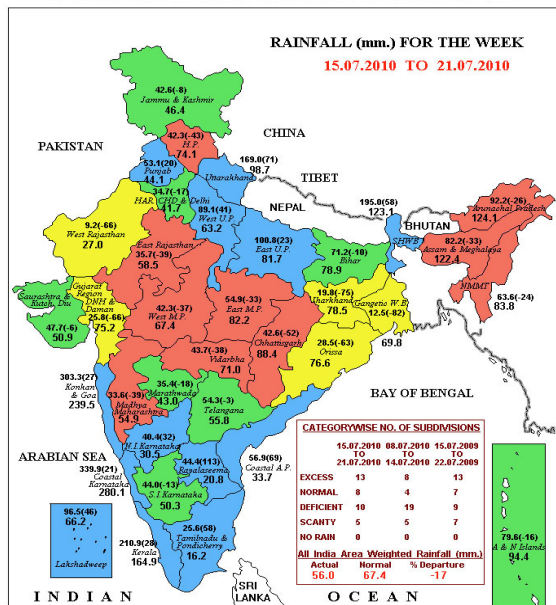 RAINFALL (mm.) FOR THE WEEK
15.07.2010 TO 21.07.2010
42.6(-8)
Jammu & Kashmir
46.4
CHINA
PAKISTAN
42.3(-43)
H.P.
74.1
53.1(20)
Punjab
44.1
169.0(71)
98.7
Uttarakhand
TIBET
34.7(-17)
HAR. CHD & Delhi
41.7
NEPAL
89.1(41)
West U.P.
63.2
195.0(58)
123.1
BHUTAN
SHWB
92.2(-26)
Arunachal Pradesh
124.1
9.2(-66)
West Rajasthan
27.0
East Rajasthan
35.7(-39)
58.5
100.8(23)
East U.P.
81.7
71.2(-10)
Bihar
78.9
82.2(-33)
Assam & Meghalaya
122.4
NMMT
63.6(-24)
83.8
Saurashtra &
Kutch, Diu
47.7(-6)
50.9
Gujarat
Region
DNH &
Daman
25.8(-66)
75.2
42.3(-37)
West M.P.
67.4
54.9(-33)
East M.P.
82.2
19.8(-75)
Jharkhand
78.5
Gangetic W.B.
12.5(-82)
69.8
42.6(-52)
Chhattisgarh
88.4
28.5(-63)
Orissa
76.6
43.7(-38)
Vidarbha
71.0
303.3(27)
Konkan
& Goa
239.5
33.6(-39)
Madhya
Maharashtra
54.9
35.4(-18)
Marathwada
43.0
54.3(-3)
Telangana
55.8
BAY OF BENGAL
ARABIAN SEA
40.4(32)
N.I.Karnataka
30.5
44.4(113)
Rayalaseema
20.8
56.9(69)
Coastal A.P.
33.7
339.9(21)
Coastal
Karnataka
280.1
44.0(-13)
S.I.Karnataka
50.3
96.5(46)
66.2
Lakshadweep
25.6(58)
Tamilnadu &
Pondicherry
16.2
210.9(28)
Kerala
164.9
CATEGORYWISE NO. OF SUBDIVISIONS
15.07.2010 08.07.2010 15.07.2009
TO TO TO
21.07.2010 14.07.2010 22.07.2009
EXCESS 13 8 13
NORMAL 8 4 7
DEFICIENT 10 19 9
SCANTY 5 5 7
NO RAIN 0 0 0
All India Area Weighted Rainfall (mm.)
Actual Normal % Departure
56.0 67.4 -17
79.6(-16)
A & N Islands
94.4
SRI
LANKA
INDIAN OCEAN